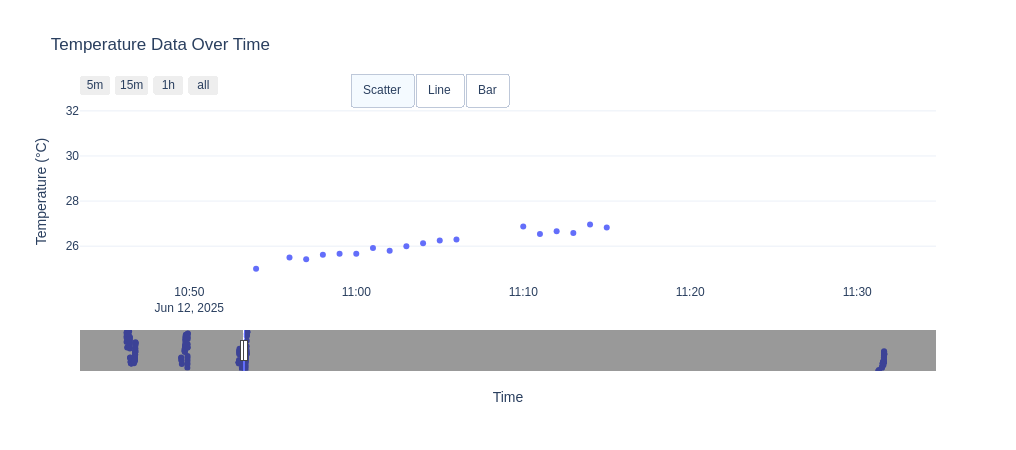 Temperature Data Over Time
5m 15m 1h all
Scatter Line Bar
32
30
28
26
Temperature (°C)
10:50 11:00 11:10 11:20 11:30
Jun 12, 2025
Time